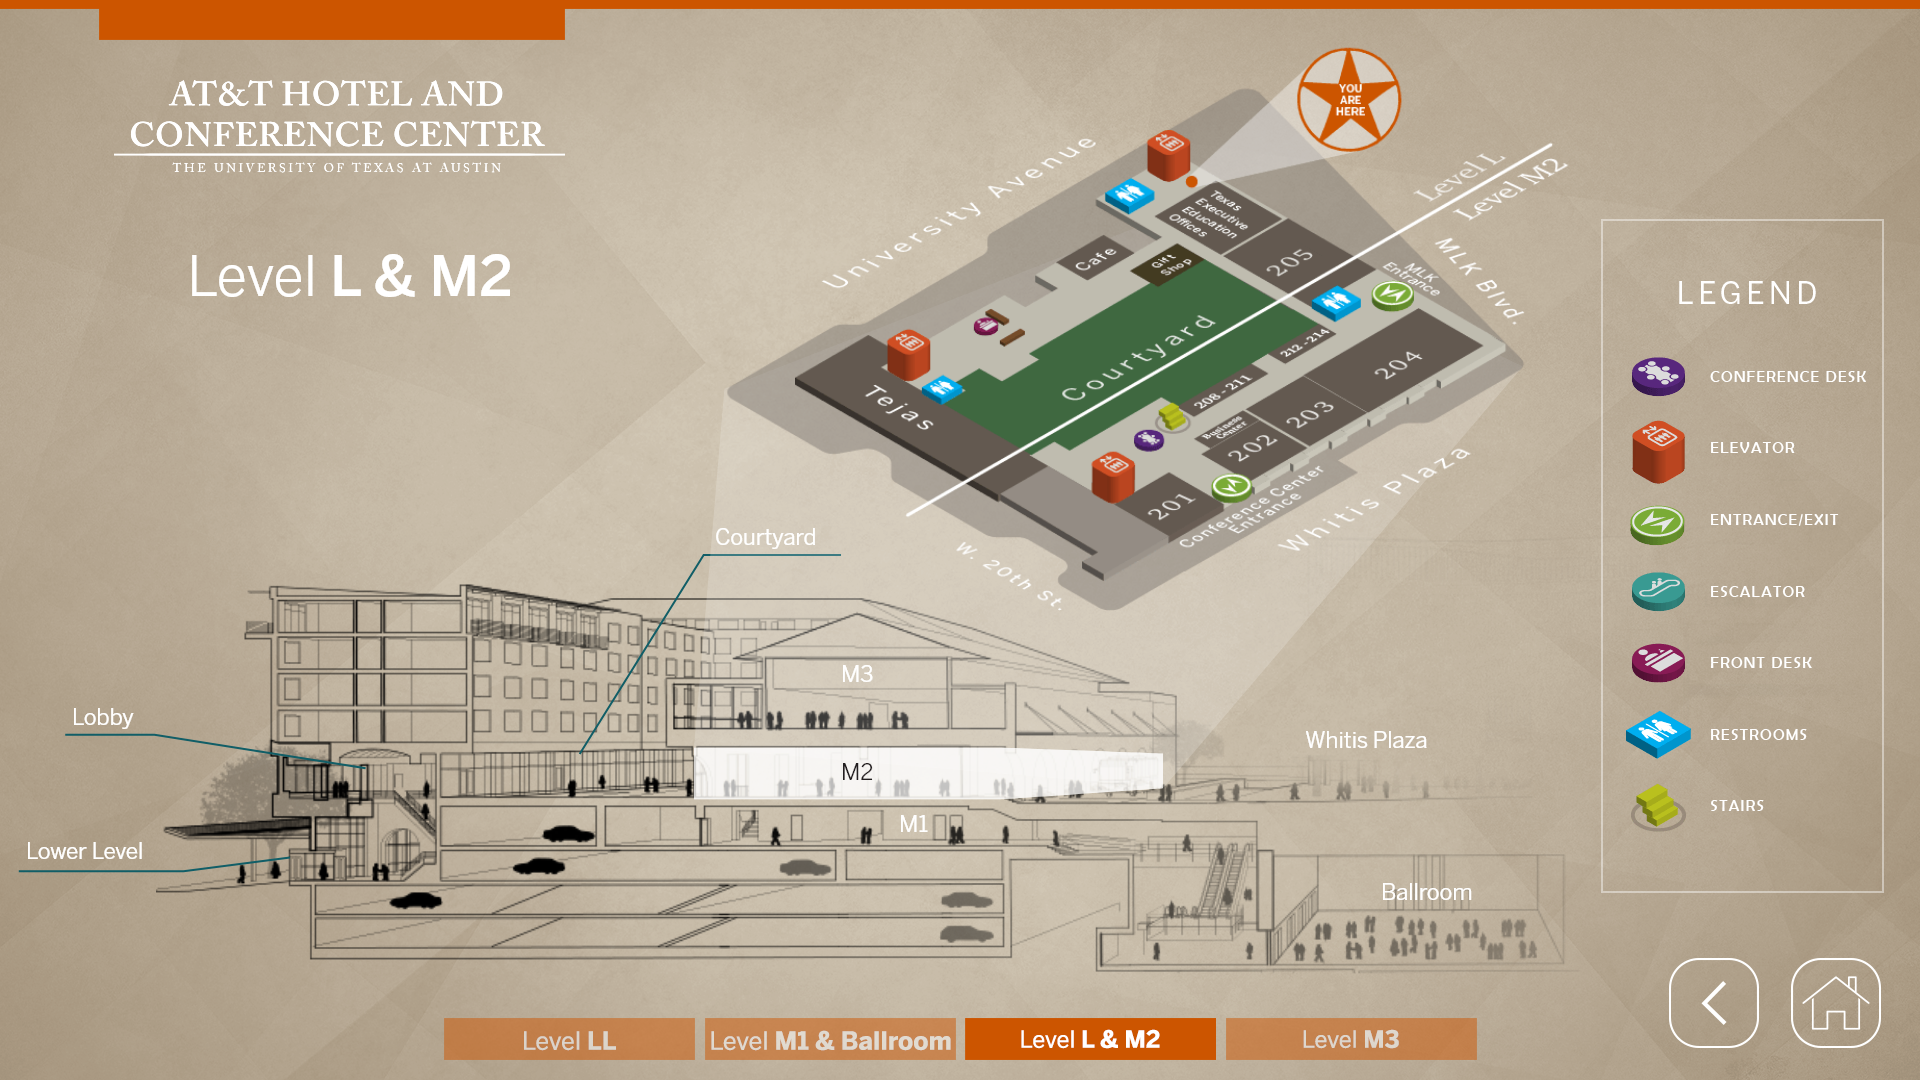 AT&T HOTEL AND
CONFERENCE CENTER
THE UNIVERSITY OF TEXAS AT AUSTIN
Level L & M2
YOU
ARE
HERE
University Avenue
Level L
Level M2
MLK Blvd.
MLK
Entrance
Texas
Executive
Education
Offices
205
Cafe
Gift
Shop
Courtyard
212 - 214
208 - 211
204
203
Business
Center
202
201
Tejas
Conference Center
Entrance
Whitis Plaza
W. 20th St.
LEGEND
CONFERENCE DESK
ELEVATOR
ENTRANCE/EXIT
ESCALATOR
FRONT DESK
RESTROOMS
STAIRS
Courtyard
M3
Lobby
Whitis Plaza
M2
M1
Lower Level
Ballroom
Level LL
Level M1 & Ballroom
Level L & M2
Level M3